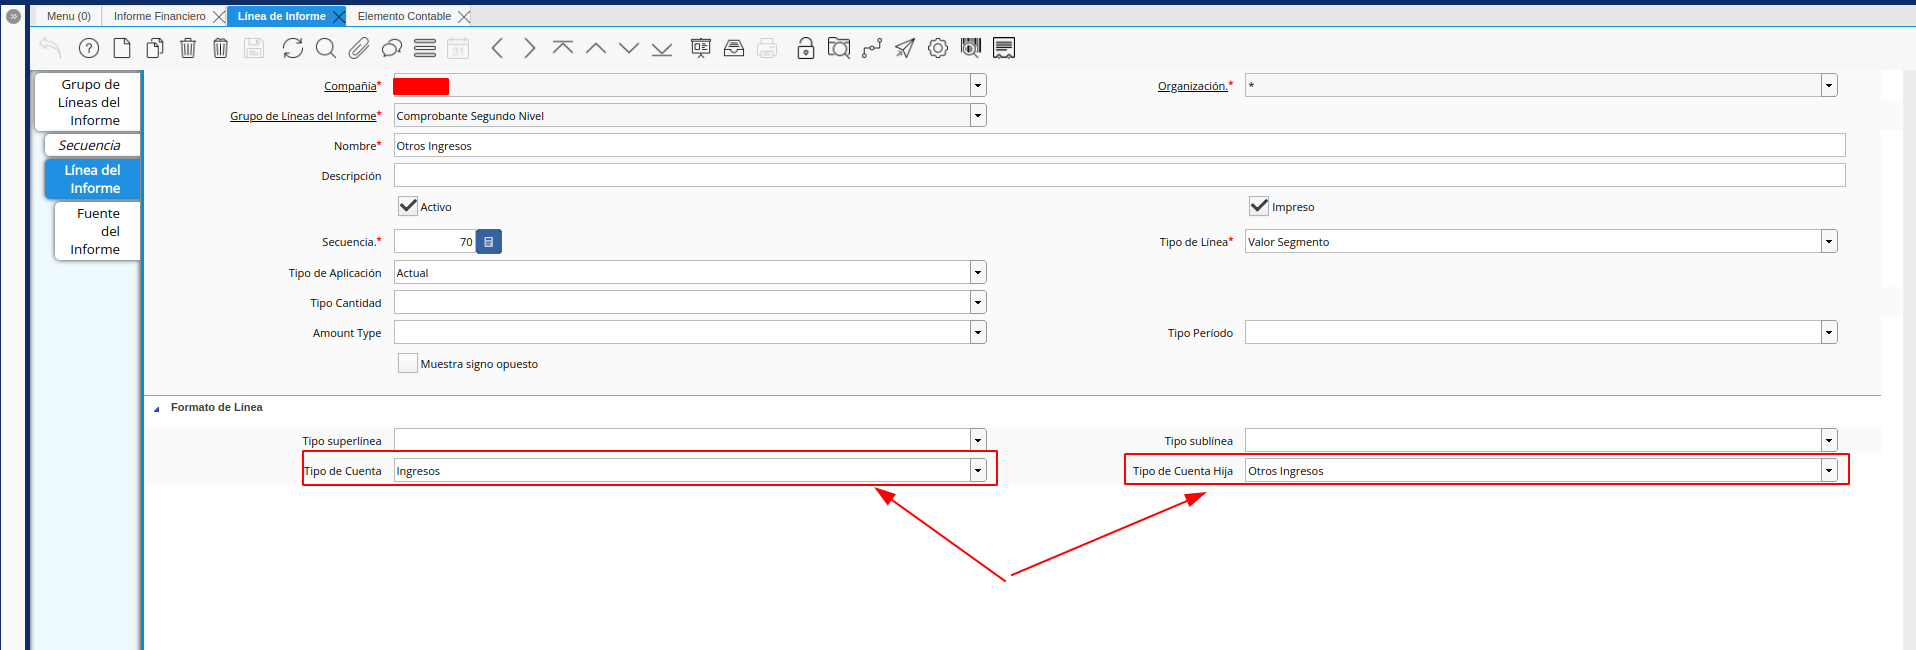 Menu (0) Informe Financiero Línea de Informe Elemento Contable
31
Grupo de Líneas del Informe
Secuencia
Línea del Informe
Fuente del Informe
Compañía* Organización.* *
Grupo de Líneas del Informe* Comprobante Segundo Nivel
Nombre* Otros Ingresos
Descripción
Activo Impreso
Secuencia.* 70 Tipo de Línea* Valor Segmento
Tipo de Aplicación Actual
Tipo Cantidad
Amount Type Tipo Período
Muestra signo opuesto
Formato de Línea
Tipo superlínea Tipo sublínea
Tipo de Cuenta Ingresos Tipo de Cuenta Hija Otros Ingresos